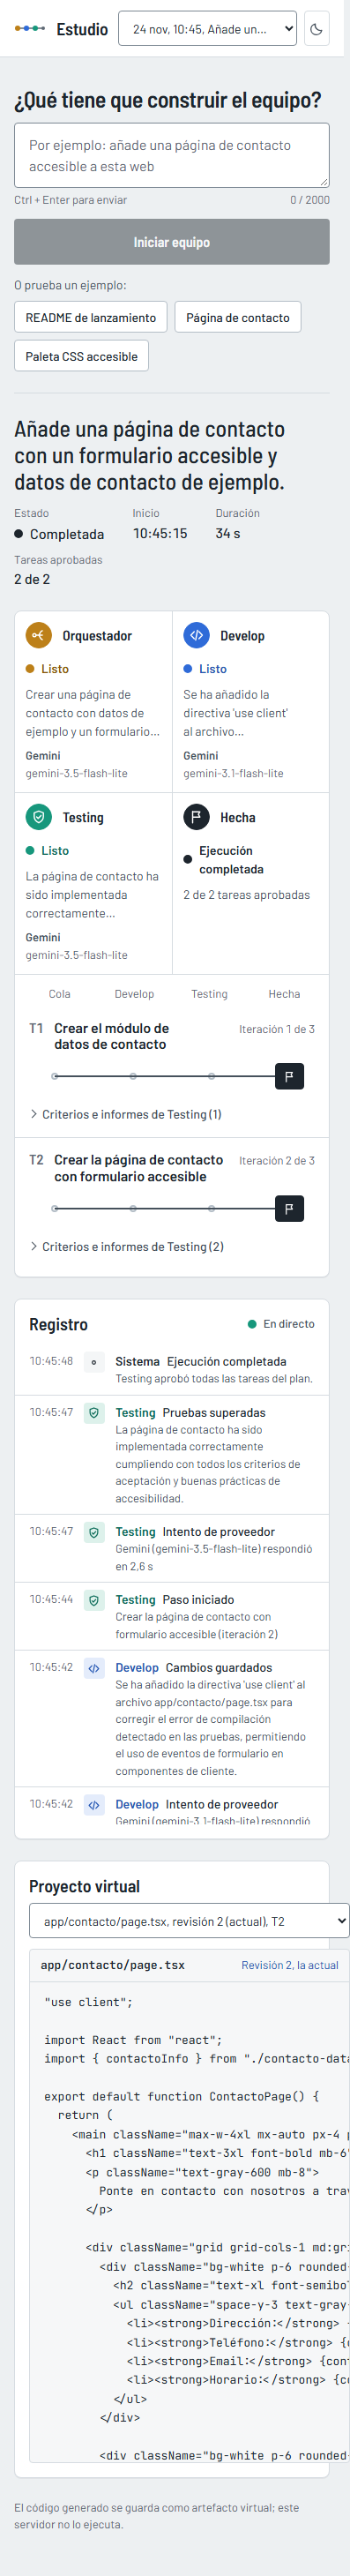 Estudio
24 nov, 10:45, Añade un...
¿Qué tiene que construir el equipo?
Por ejemplo: añade una página de contacto
accesible a esta web
Ctrl + Enter para enviar
0 / 2000
Iniciar equipo
O prueba un ejemplo:
README de lanzamiento
Página de contacto
Paleta CSS accesible
Añade una página de contacto
con un formulario accesible y
datos de contacto de ejemplo.
Estado
Inicio
Duración
Completada
10:45:15
34 s
Tareas aprobadas
2 de 2
Orquestador
Listo
Crear una página de
contacto con datos de
ejemplo y un formulario...
Gemini
gemini-3.5-flash-lite
Develop
Listo
Se ha añadido la
directiva 'use client'
al archivo...
Gemini
gemini-3.1-flash-lite
Testing
Listo
La página de contacto ha
sido implementada
correctamente...
Gemini
gemini-3.5-flash-lite
Hecha
Ejecución
completada
2 de 2 tareas aprobadas
Cola
Develop
Testing
Hecha
T1
Crear el módulo de
datos de contacto
Iteración 1 de 3
Criterios e informes de Testing (1)
T2
Crear la página de contacto
con formulario accesible
Iteración 2 de 3
Criterios e informes de Testing (2)
Registro
En directo
10:45:48
Sistema Ejecución completada
Testing aprobó todas las tareas del plan.
10:45:47
Testing Pruebas superadas
La página de contacto ha sido
implementada correctamente
cumpliendo con todos los criterios de
aceptación y buenas prácticas de
accesibilidad.
10:45:47
Testing Intento de proveedor
Gemini (gemini-3.5-flash-lite) respondió
en 2,6 s
10:45:44
Testing Paso iniciado
Crear la página de contacto con
formulario accesible (iteración 2)
10:45:42
Develop Cambios guardados
Se ha añadido la directiva 'use client' al
archivo app/contacto/page.tsx para
corregir el error de compilación
detectado en las pruebas, permitiendo
el uso de eventos de formulario en
componentes de cliente.
10:45:42
Develop Intento de proveedor
Gemini (gemini-3.1-flash-lite) respondió
Proyecto virtual
app/contacto/page.tsx, revisión 2 (actual), T2
app/contacto/page.tsx
Revisión 2, la actual
"use client";
import React from "react";
import { contactoInfo } from "./contacto-data
export default function ContactoPage() {
return (
<main className="max-w-4xl mx-auto px-4 p
<h1 className="text-3xl font-bold mb-6"
<p className="text-gray-600 mb-8">
Ponte en contacto con nosotros a trav
</p>
<div className="grid grid-cols-1 md:gri
<div className="bg-white p-6 rounded-
<h2 className="text-xl font-semibol
<ul className="space-y-3 text-gray-
<li><strong>Dirección:</strong> {
<li><strong>Teléfono:</strong> {c
<li><strong>Email:</strong> {cont
<li><strong>Horario:</strong> {co
</ul>
</div>
<div className="bg-white p-6 rounded-
El código generado se guarda como artefacto virtual; este
servidor no lo ejecuta.